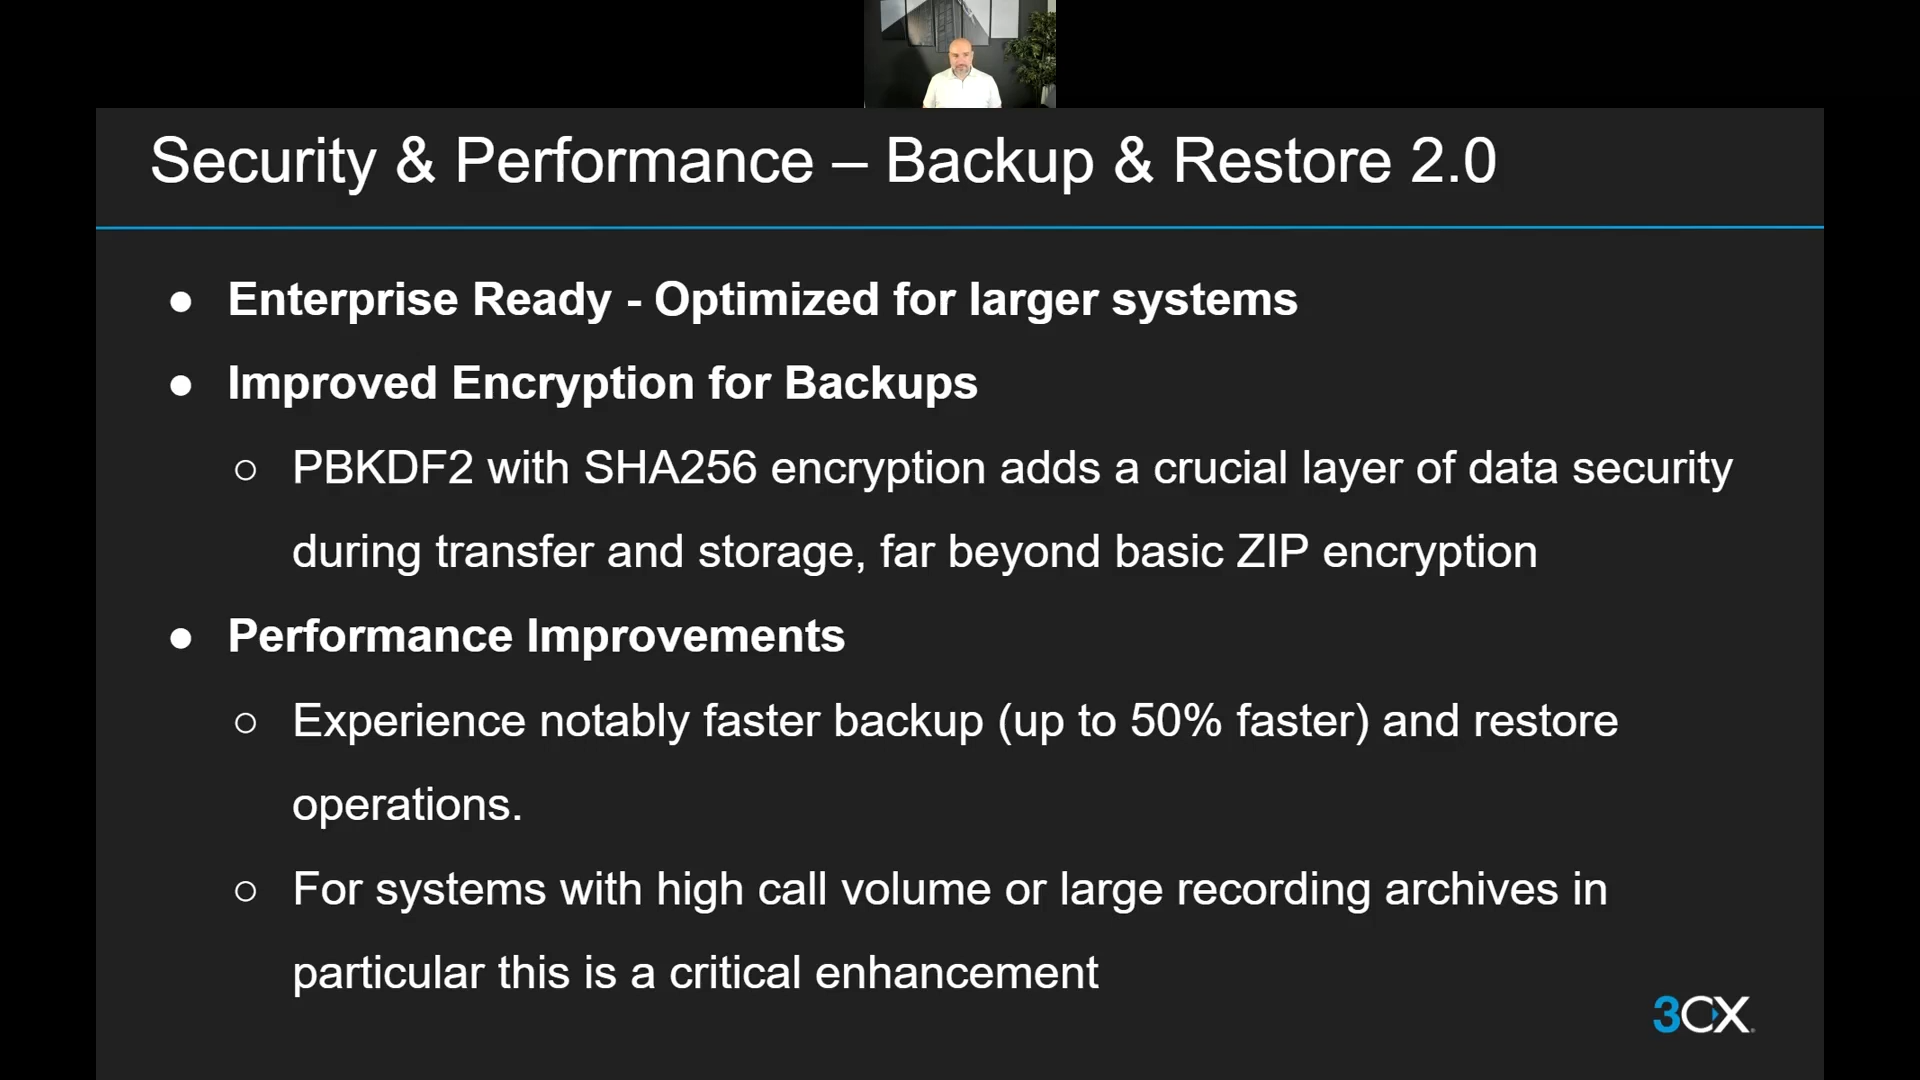 Security & Performance – Backup & Restore 2.0
● Enterprise Ready - Optimized for larger systems
● Improved Encryption for Backups
○ PBKDF2 with SHA256 encryption adds a crucial layer of data security
during transfer and storage, far beyond basic ZIP encryption
● Performance Improvements
○ Experience notably faster backup (up to 50% faster) and restore
operations.
○ For systems with high call volume or large recording archives in
particular this is a critical enhancement
3CX